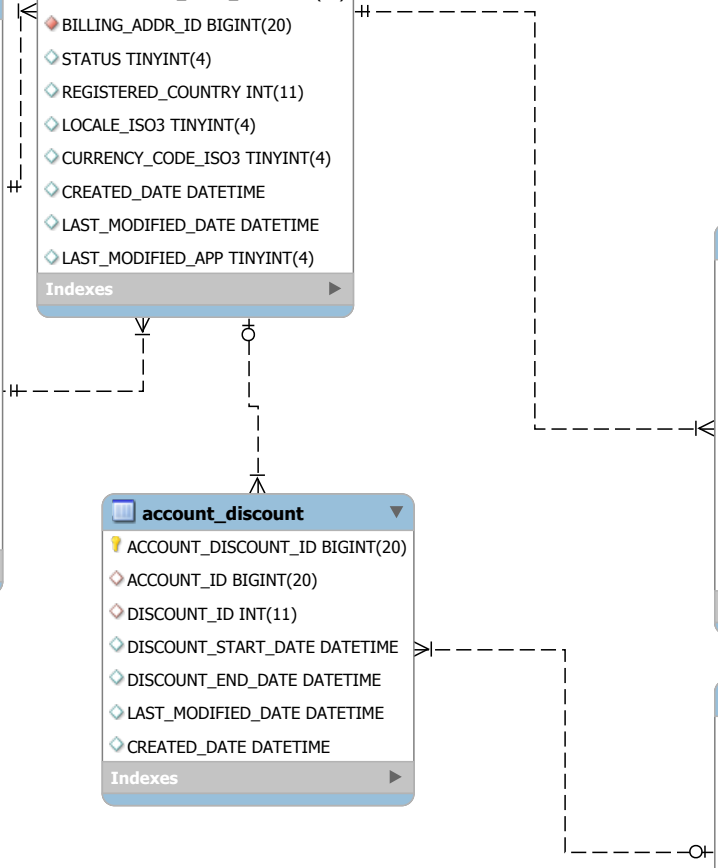 BILLING_ADDR_ID BIGINT(20)
STATUS TINYINT(4)
REGISTERED_COUNTRY INT(11)
LOCALE_ISO3 TINYINT(4)
CURRENCY_CODE_ISO3 TINYINT(4)
CREATED_DATE DATETIME
LAST_MODIFIED_DATE DATETIME
LAST_MODIFIED_APP TINYINT(4)
Indexes
account_discount
ACCOUNT_DISCOUNT_ID BIGINT(20)
ACCOUNT_ID BIGINT(20)
DISCOUNT_ID INT(11)
DISCOUNT_START_DATE DATETIME
DISCOUNT_END_DATE DATETIME
LAST_MODIFIED_DATE DATETIME
CREATED_DATE DATETIME
Indexes